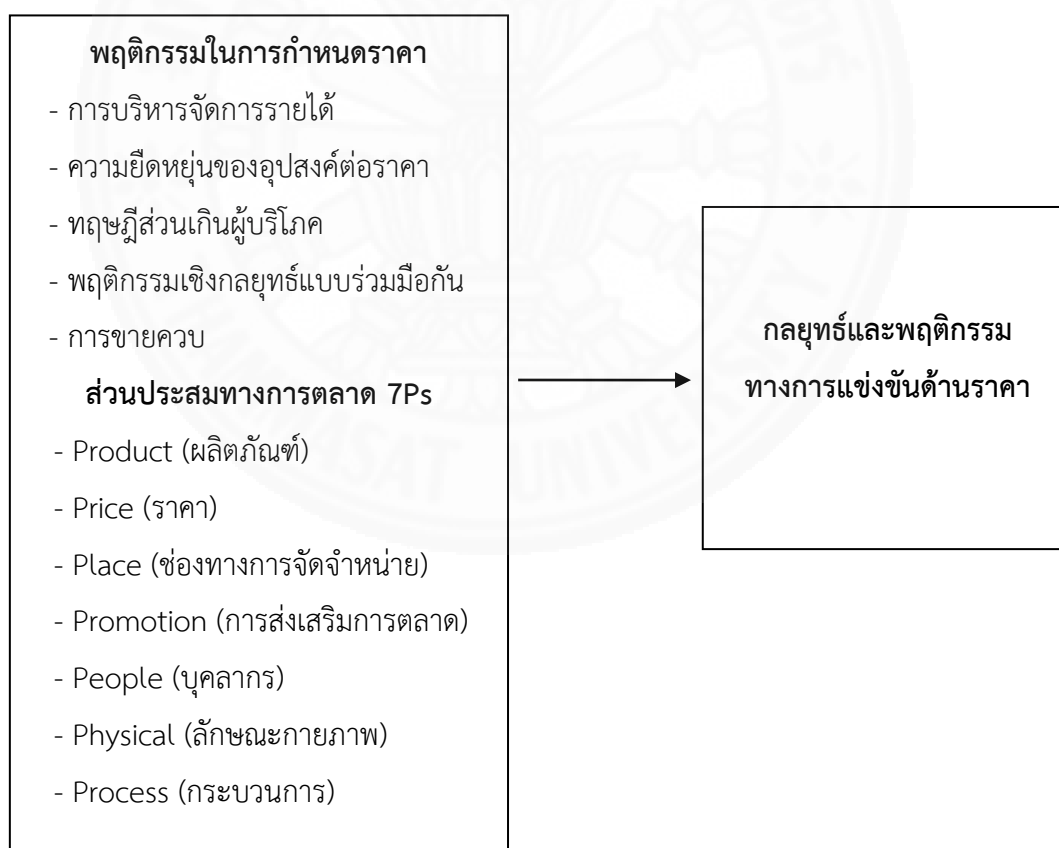 พฤติกรรมในการกำหนดราคา
- การบริหารจัดการรายได้
- ความยืดหยุ่นของอุปสงค์ต่อราคา
- ทฤษฎีส่วนเกินผู้บริโภค
- พฤติกรรมเชิงกลยุทธ์แบบร่วมมือกัน
- การขายควบ
ส่วนประสมทางการตลาด 7Ps
- Product (ผลิตภัณฑ์)
- Price (ราคา)
- Place (ช่องทางการจัดจำหน่าย)
- Promotion (การส่งเสริมการตลาด)
- People (บุคลากร)
- Physical (ลักษณะกายภาพ)
- Process (กระบวนการ)
กลยุทธ์และพฤติกรรม
ทางการแข่งขันด้านราคา